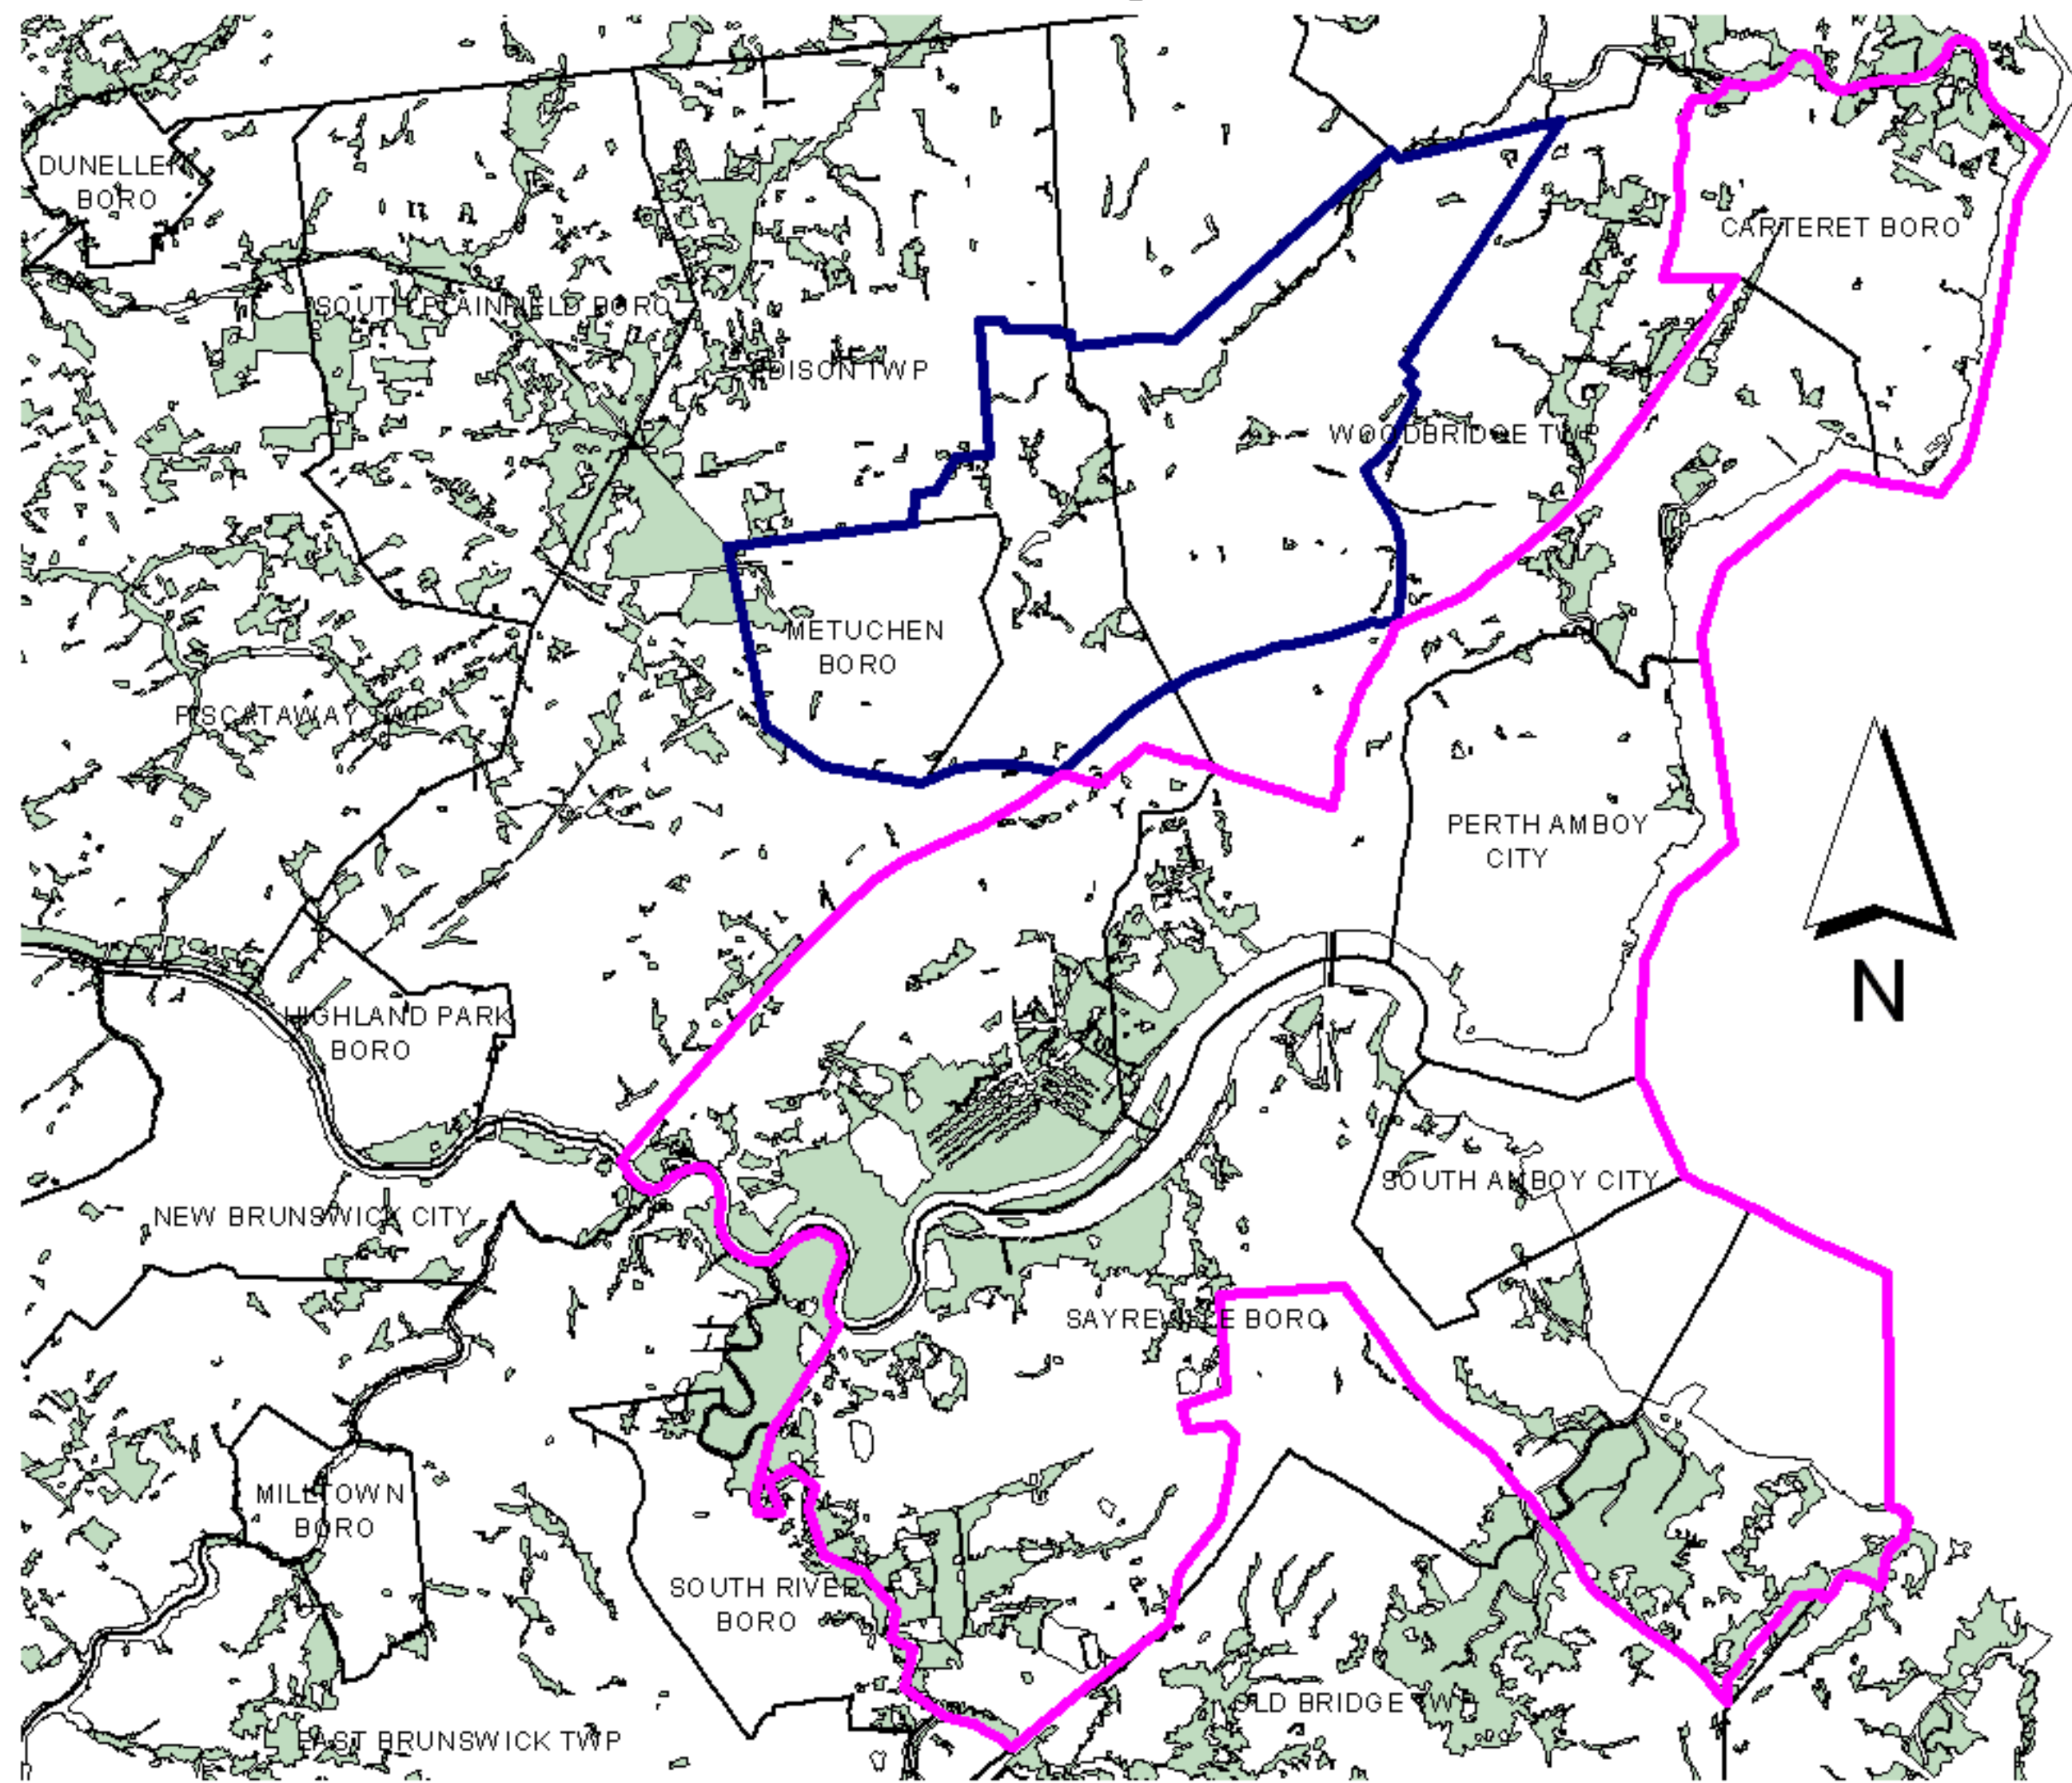 DUNELLEN
BORO
CARTERET BORO
SOUTH PLAINFIELD BORO
EDISON TWP
WOODBRIDGE TWP
METUCHEN
BORO
PISCATAWAY TWP
PERTH AMBOY
CITY
N
HIGHLAND PARK
BORO
SOUTH AMBOY CITY
NEW BRUNSWICK CITY
SAYREVILLE BORO
MILLTOWN
BORO
SOUTH RIVER
BORO
OLD BRIDGE TWP
EAST BRUNSWICK TWP